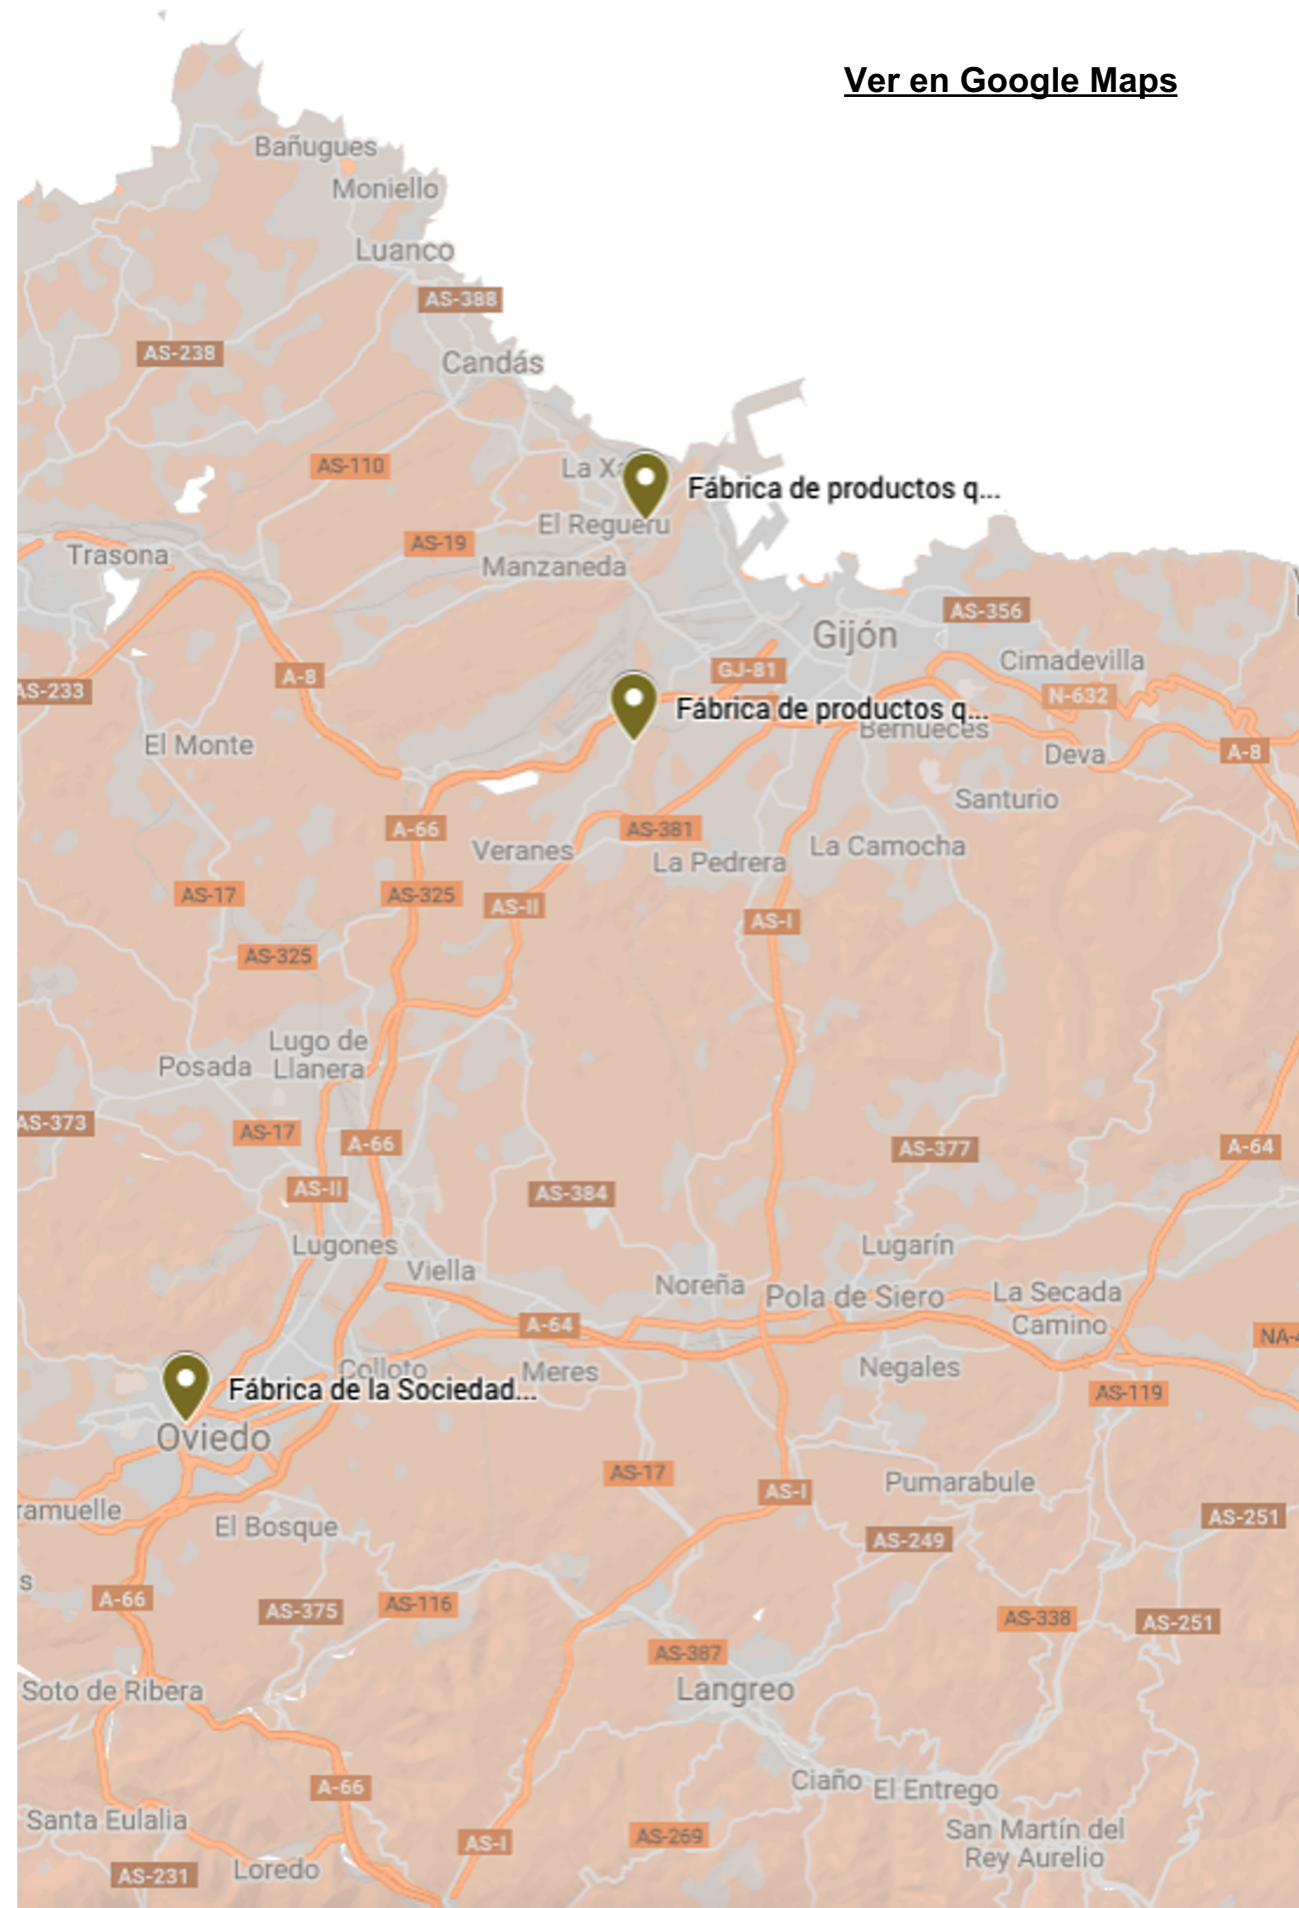 Ver en Google Maps
Bañugues
Moniello
Luanco
AS-388
AS-238
Candás
AS-110
La Xa
Fábrica de productos q...
El Regueru
AS-19
Trasona
Manzaneda
AS-356
Gijón
Cimadevilla
GJ-81
A-8
AS-233
N-632
Fábrica de productos q...
Bernueces
El Monte
Deva
A-8
Santurio
A-66
AS-381
La Camocha
Veranes
La Pedrera
AS-17
AS-325
AS-II
AS-I
AS-325
Lugo de
Llanera
Posada
AS-373
AS-17
A-66
AS-377
A-64
AS-II
AS-384
Lugones
Lugarín
Viella
Noreña
Pola de Siero
La Secada
Camino
A-64
NA-4
Colloto
Meres
Negales
Fábrica de la Sociedad...
AS-119
Oviedo
AS-17
Pumarabule
AS-I
ramuelle
El Bosque
AS-251
AS-249
s
A-66
AS-375
AS-116
AS-338
AS-251
AS-387
Soto de Ribera
Langreo
Ciaño
El Entrego
A-66
Santa Eulalia
San Martín del
Rey Aurelio
AS-I
AS-269
Loredo
AS-231